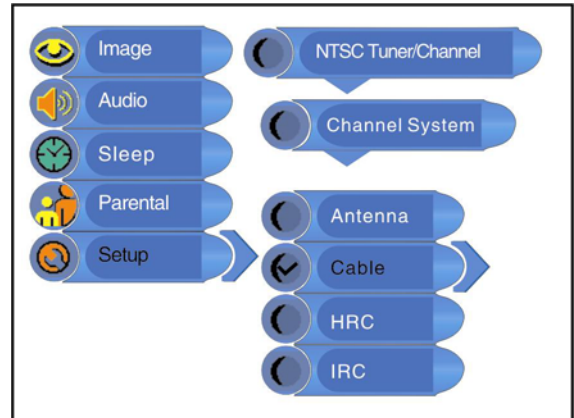 Image
Audio
Sleep
Parental
Setup
NTSC Tuner/Channel
Channel System
Antenna
Cable
HRC
IRC